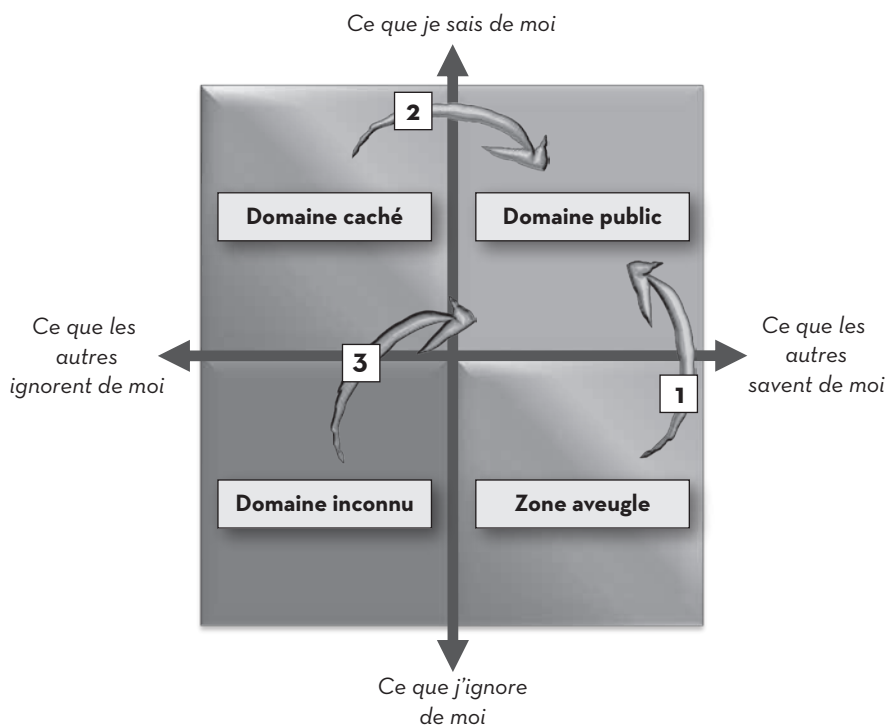 Ce que je sais de moi
2
Domaine caché
Domaine public
Ce que les
autres
ignorent de moi
3
Ce que les
autres
savent de moi
1
Domaine inconnu
Zone aveugle
Ce que j'ignore
de moi